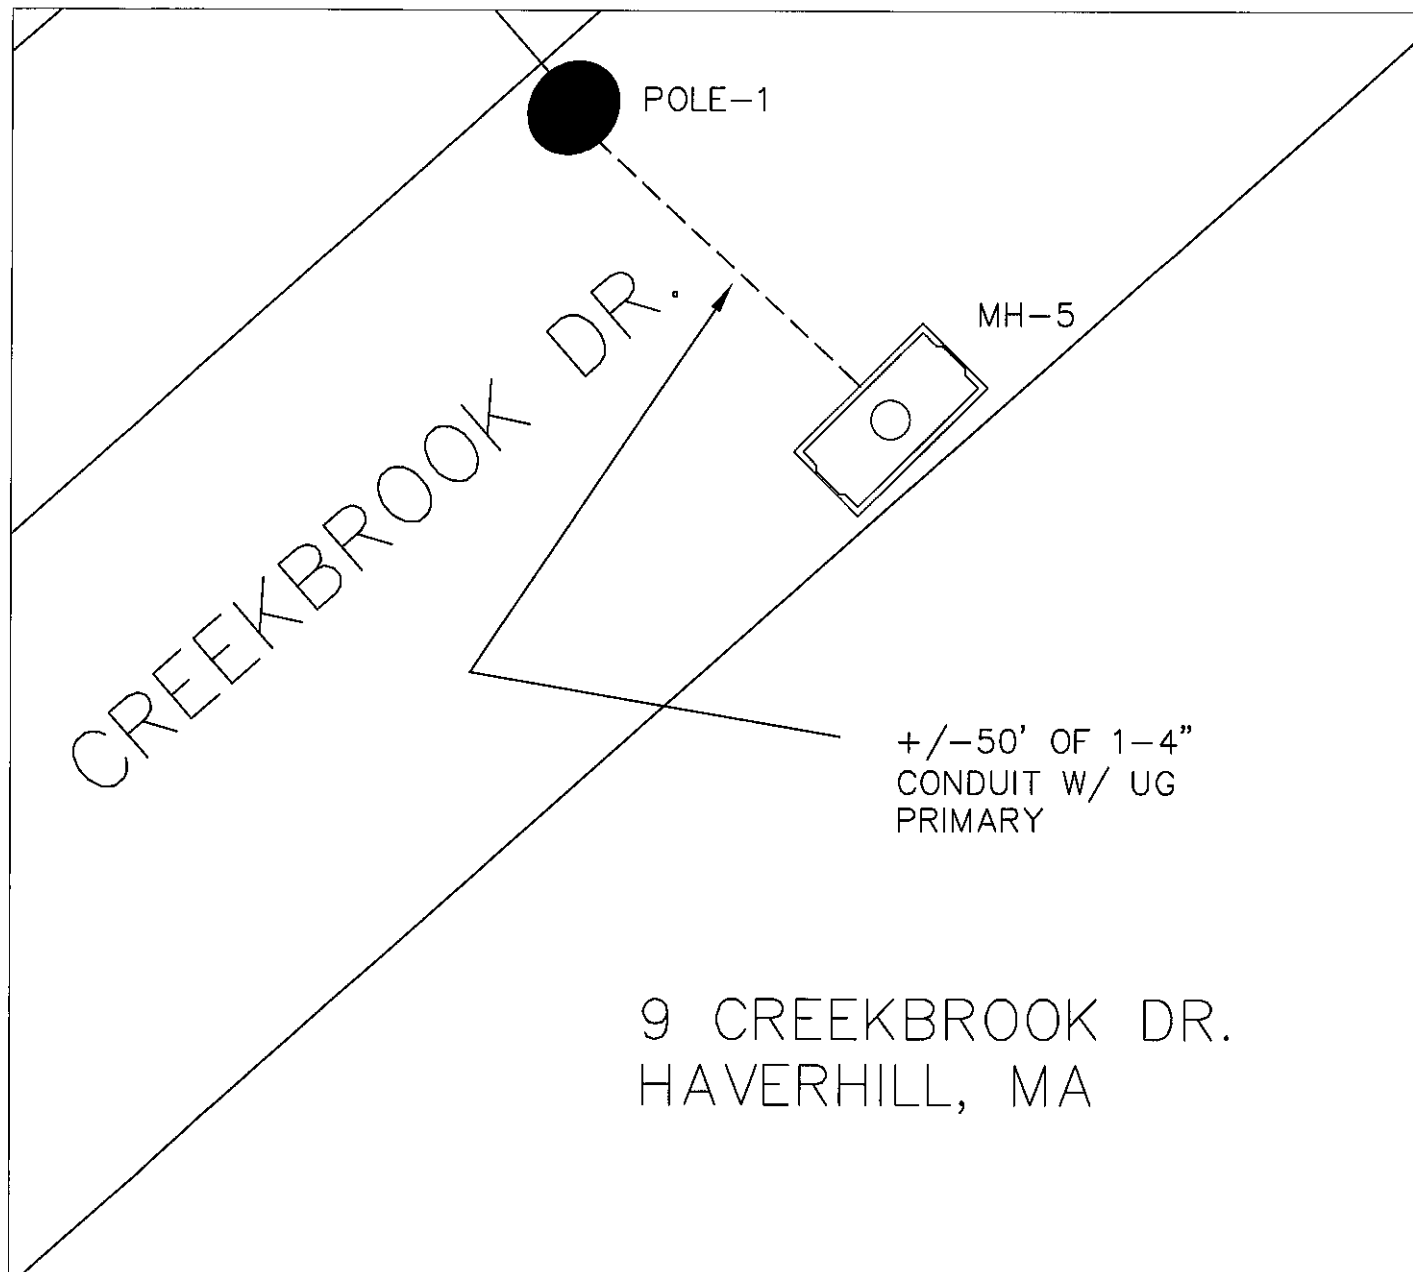 POLE-1
MH-5
CREEKBROOK DR.
+/-50' OF 1-4"
CONDUIT W/ UG
PRIMARY
9 CREEKBROOK DR.
HAVERHILL, MA